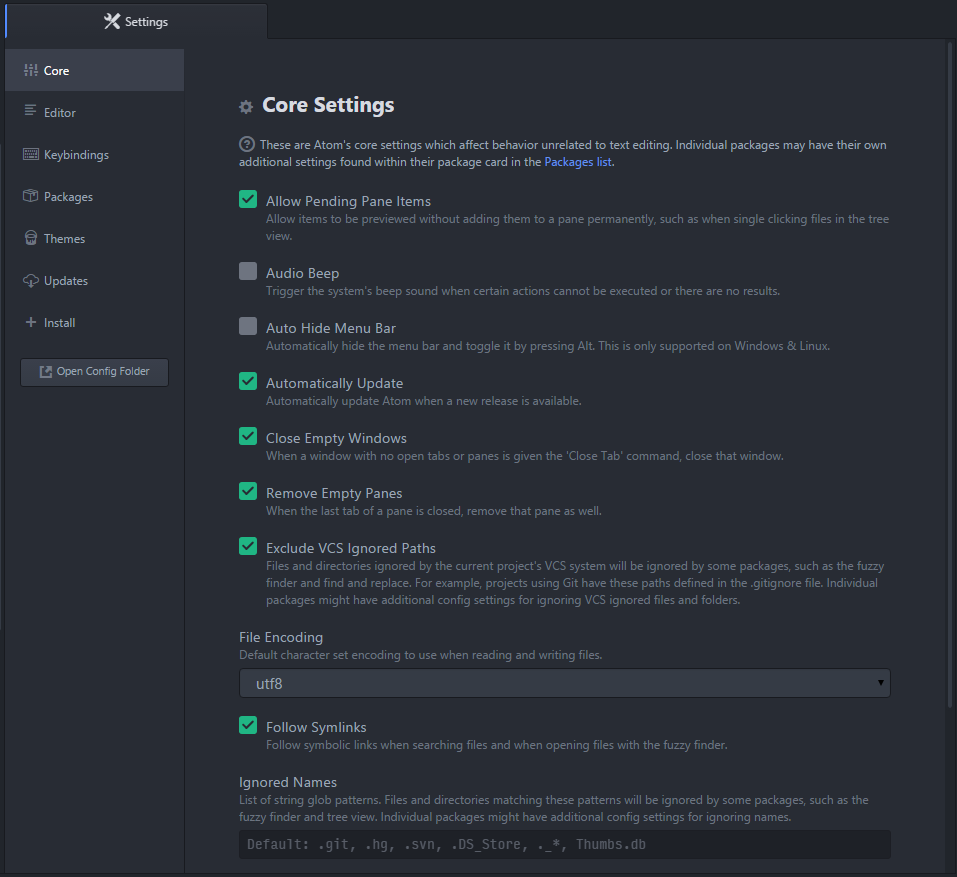 Settings
Core
Editor
Keybindings
Packages
Themes
Updates
Install
Open Config Folder
Core Settings
These are Atom's core settings which affect behavior unrelated to text editing. Individual packages may have their own
additional settings found within their package card in the Packages list.
Allow Pending Pane Items
Allow items to be previewed without adding them to a pane permanently, such as when single clicking files in the tree
view.
Audio Beep
Trigger the system's beep sound when certain actions cannot be executed or there are no results.
Auto Hide Menu Bar
Automatically hide the menu bar and toggle it by pressing Alt. This is only supported on Windows & Linux.
Automatically Update
Automatically update Atom when a new release is available.
Close Empty Windows
When a window with no open tabs or panes is given the 'Close Tab' command, close that window.
Remove Empty Panes
When the last tab of a pane is closed, remove that pane as well.
Exclude VCS Ignored Paths
Files and directories ignored by the current project's VCS system will be ignored by some packages, such as the fuzzy
finder and find and replace. For example, projects using Git have these paths defined in the .gitignore file. Individual
packages might have additional config settings for ignoring VCS ignored files and folders.
File Encoding
Default character set encoding to use when reading and writing files.
utf8
Follow Symlinks
Follow symbolic links when searching files and when opening files with the fuzzy finder.
Ignored Names
List of string glob patterns. Files and directories matching these patterns will be ignored by some packages, such as the
fuzzy finder and tree view. Individual packages might have additional config settings for ignoring names.
Default: .git, .hg, .svn, .DS_Store, ._*, Thumbs.db